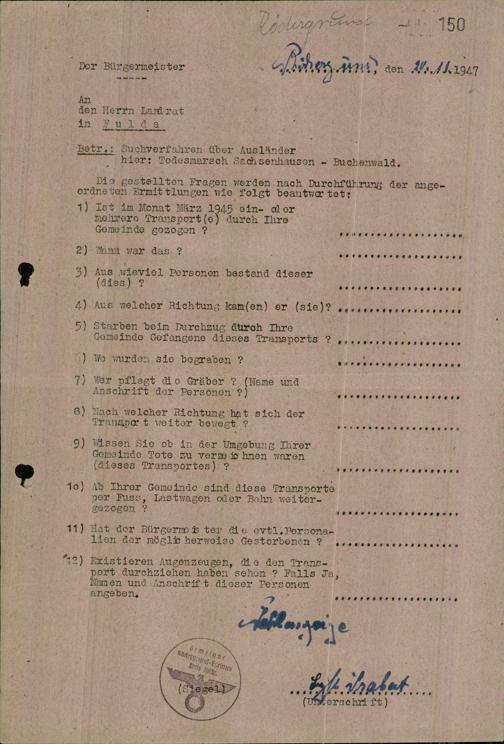 Rödergrund 150
Der Bürgermeister
Rödergrund, den 20.11.1947
An
den Herrn Landrat
in Fulda
Betr.: Suchverfahren über Ausländer
hier: Todesmarsch Sachsenhausen - Buchenwald.
Die gestellten Fragen werden nach Durchführung der ange-
ordneten Ermittlungen wie folgt beantwortet:
1) Ist im Monat März 1945 ein- oder
mehrere Transport(e) durch Ihre
Gemeinde gezogen ?
2) Wann war das ?
3) Aus wieviel Personen bestand dieser
(dies) ?
4) Aus welcher Richtung kam(en) er (sie)?
5) Starben beim Durchzug durch Ihre
Gemeinde Gefangene dieses Transports ?
6) Wo wurden sie begraben ?
7) Wer pflegt die Gräber ? (Name und
Anschrift der Personen ?)
8) Nach welcher Richtung hat sich der
Transport weiter bewegt ?
9) Wissen Sie ob in der Umgebung Ihrer
Gemeinde Tote zu verzeichnen waren
(dieses Transportes) ?
10) Ab Ihrer Gemeinde sind diese Transporte
per Fuss, Lastwagen oder Bahn weiter-
gezogen ?
11) Hat der Bürgermeister die evtl.Persona-
lien der möglicherweise Gestorbenen ?
12) Existieren Augenzeugen, die den Trans-
port durchziehen haben sehen ? Falls Ja,
Namen und Anschrift dieser Personen
angeben.
Fehlanzeige
(Siegel)
(Unterschrift)